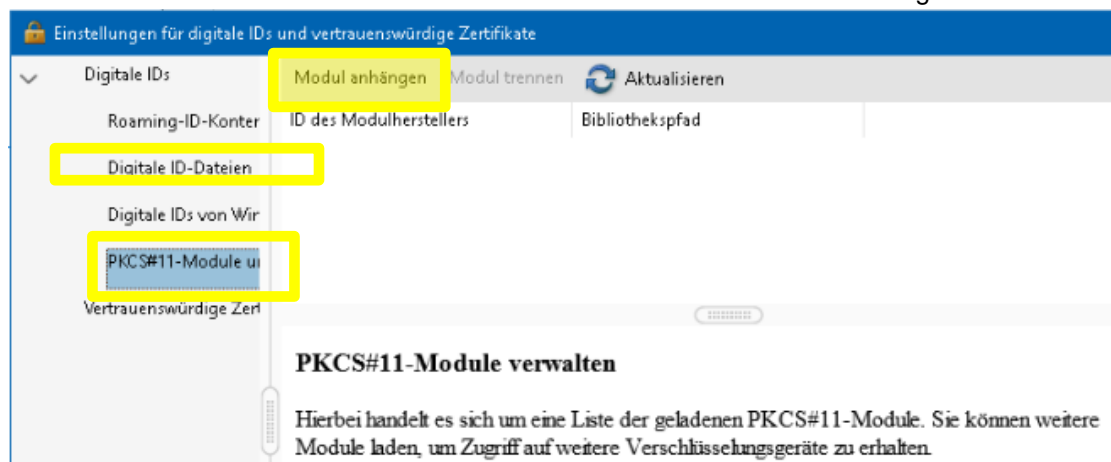 Einstellungen für digitale IDs und vertrauenswürdige Zertifikate
Digitale IDs
Modul anhängen Modul trennen Aktualisieren
Roaming-ID-Konter
ID des Modulherstellers Bibliothekspfad
Digitale ID-Dateien
Digitale IDs von Wir
PKCS#11-Module
Vertrauenswürdige Zert
PKCS#11-Module verwalten
Hierbei handelt es sich um eine Liste der geladenen PKCS#11-Module. Sie können weitere
Module laden, um Zugriff auf weitere Verschlüsselungsgeräte zu erhalten.